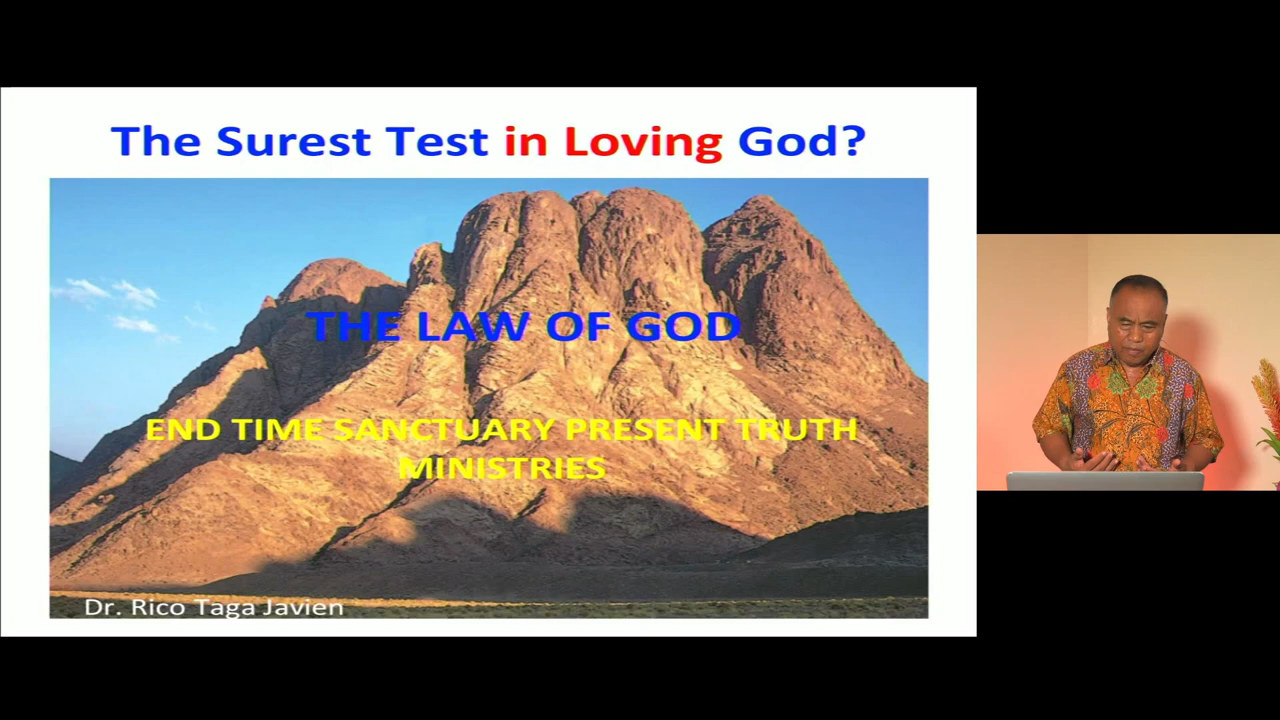 The Surest Test in Loving God?
THE LAW OF GOD
END TIME SANCTUARY PRESENT TRUTH
MINISTRIES
Dr. Rico Taga Javien